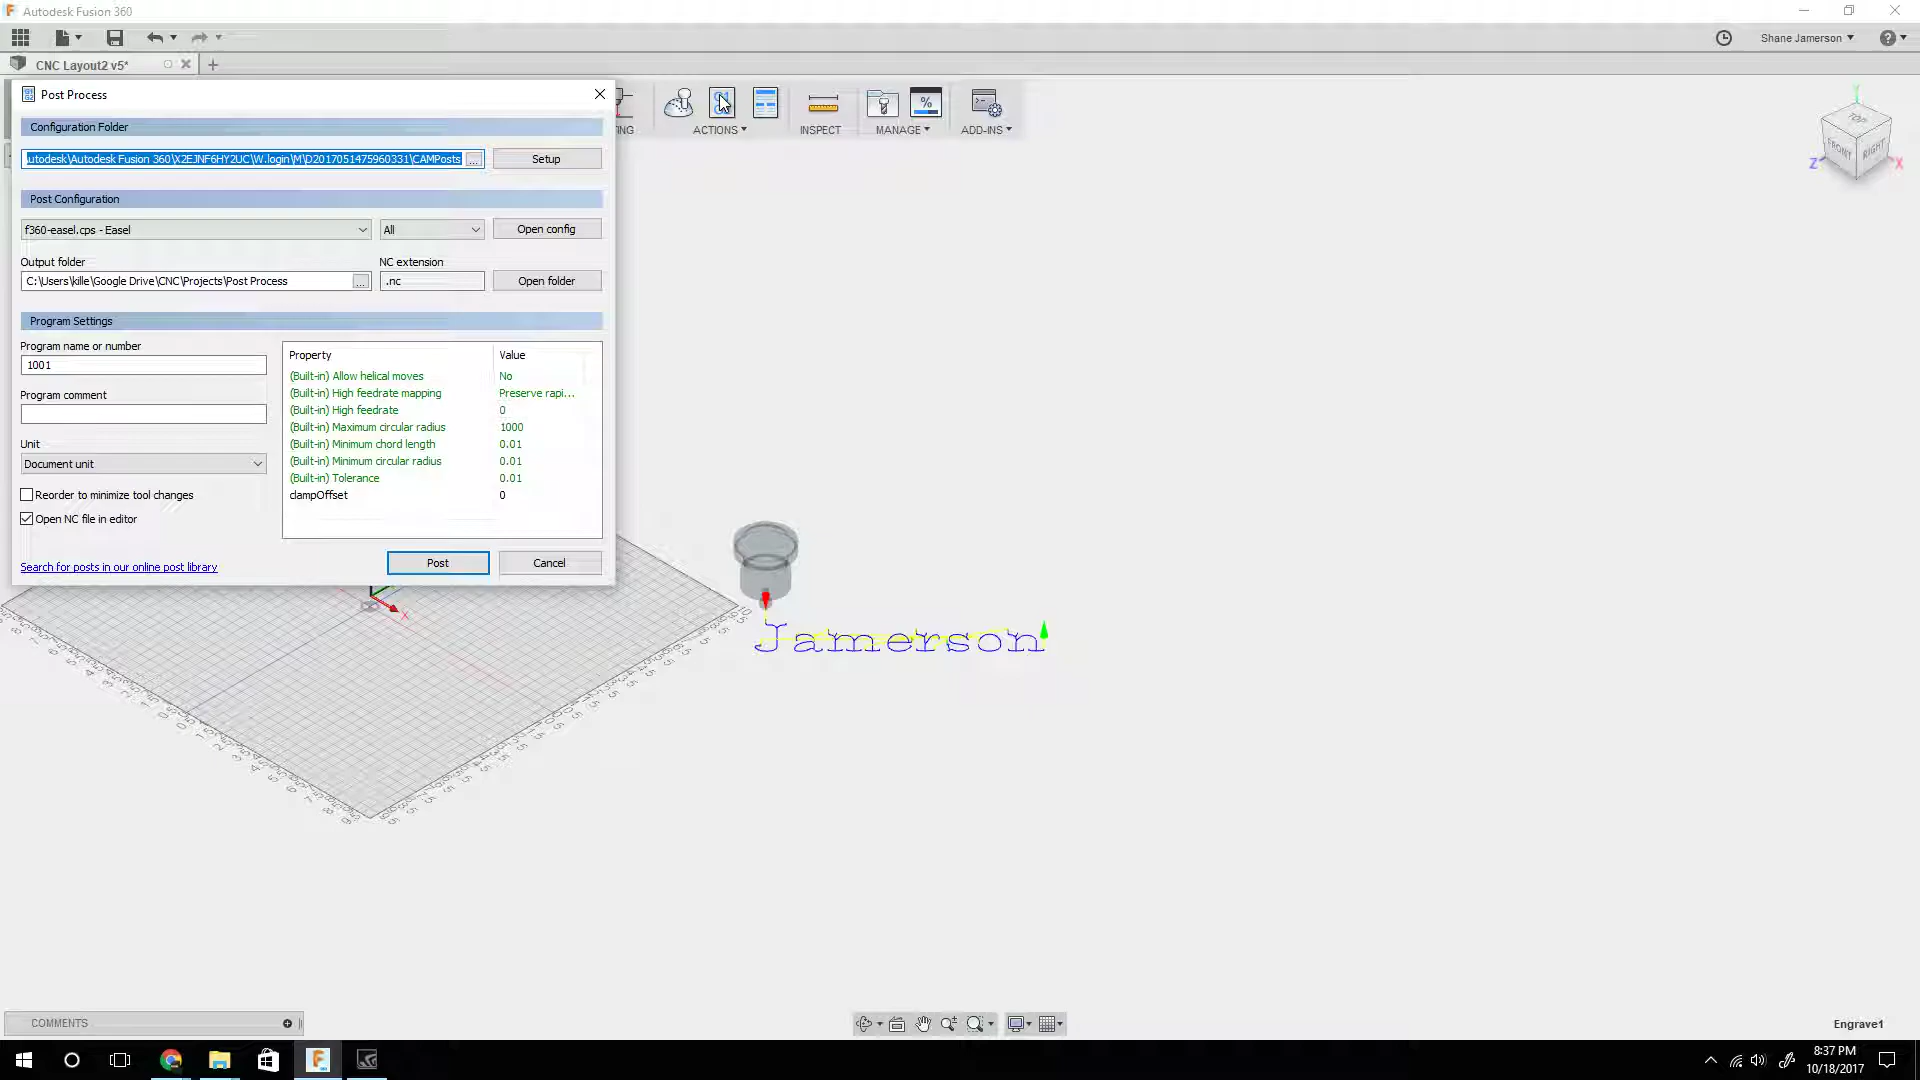 Autodesk Fusion 360
Shane Jamerson
CNC Layout2 v5*
Post Process
Configuration Folder
utodesk\Autodesk Fusion 360\X2EJNF6HY2UC\W.login\M\D2017051475960331\CAMPosts ... Setup
Post Configuration
f360-easel.cps - Easel All Open config
Output folder NC extension
C:\Users\kille\Google Drive\CNC\Projects\Post Process ... .nc Open folder
Program Settings
Program name or number
1001
Program comment
Unit
Document unit
Reorder to minimize tool changes
Open NC file in editor
Property Value
(Built-in) Allow helical moves No
(Built-in) High feedrate mapping Preserve rapi...
(Built-in) High feedrate 0
(Built-in) Maximum circular radius 1000
(Built-in) Minimum chord length 0.01
(Built-in) Minimum circular radius 0.01
(Built-in) Tolerance 0.01
clampOffset 0
Search for posts in our online post library
Post Cancel
NG ACTIONS INSPECT MANAGE ADD-INS
Y
TOP
FRONT RIGHT
Z X
X
Jamerson
COMMENTS
Engrave1
8:37 PM
10/18/2017